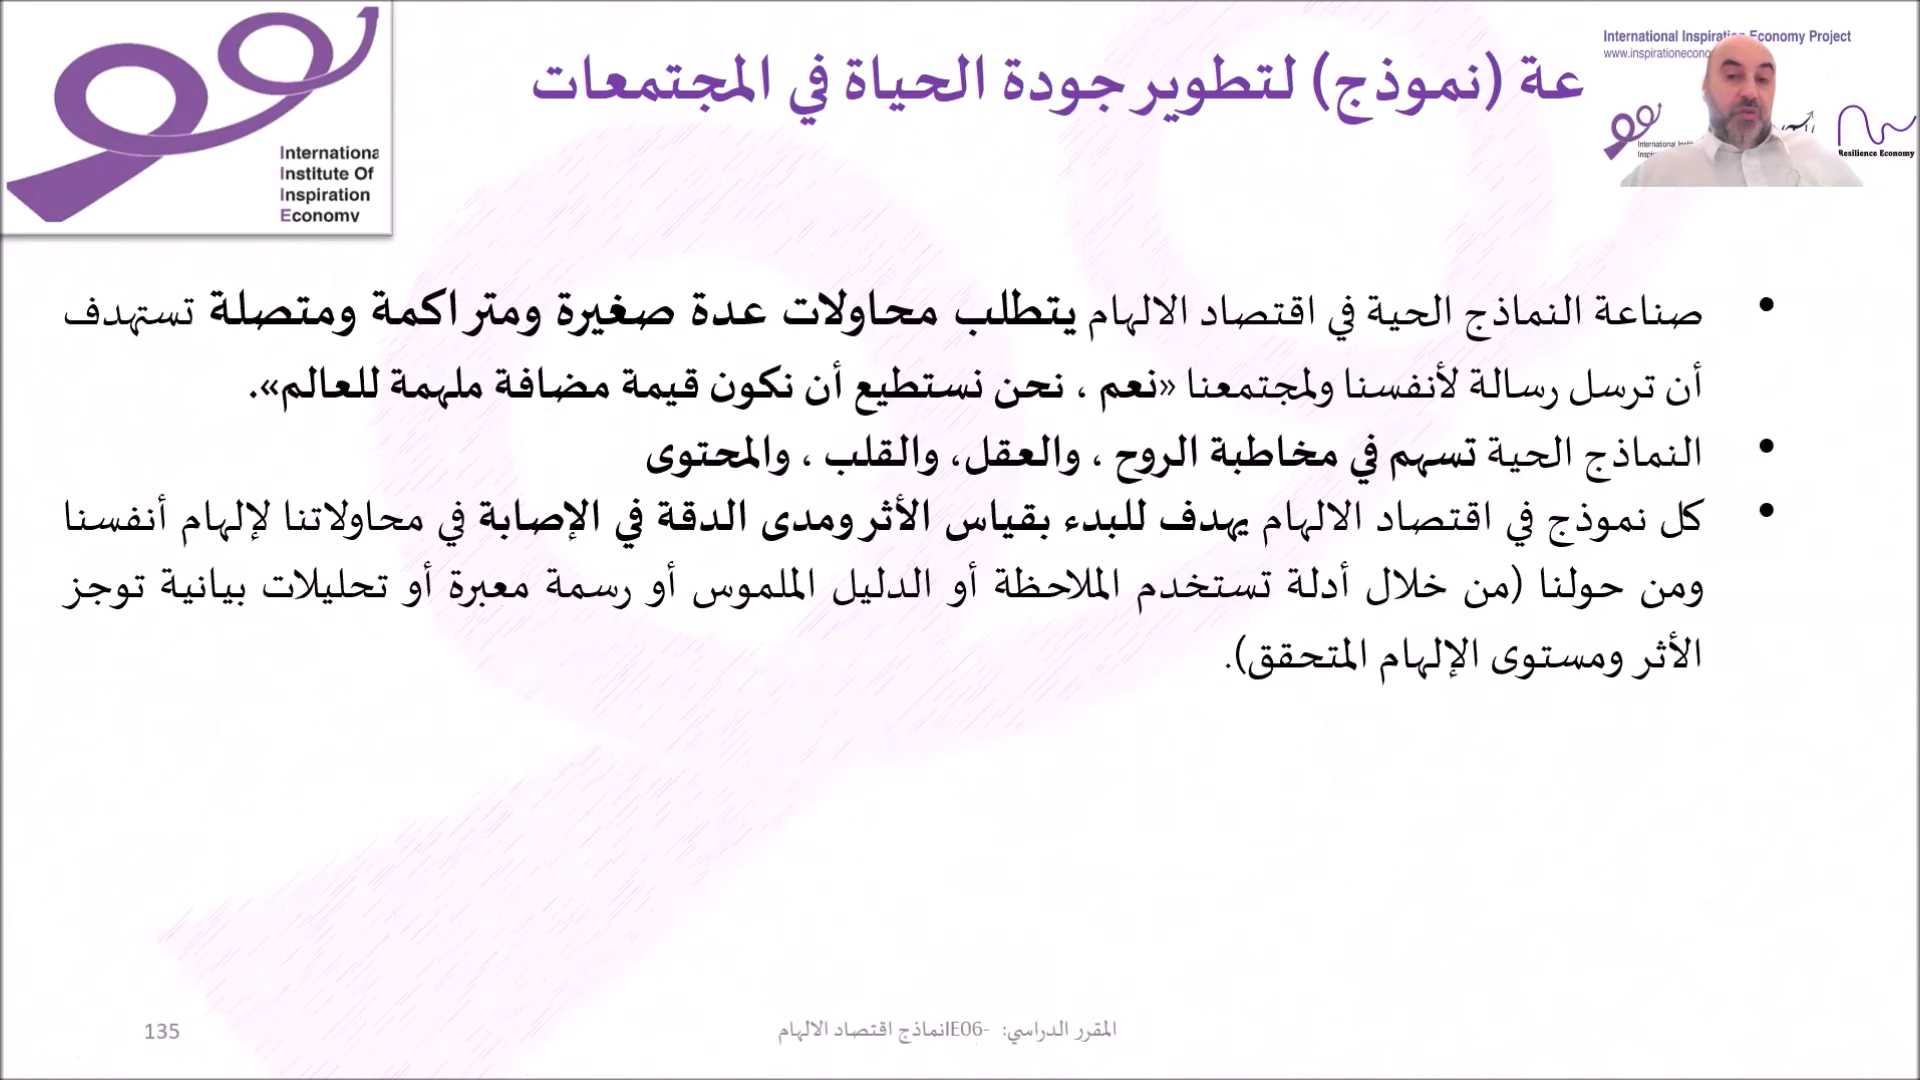 عة (نموذج) لتطوير جودة الحياة في المجتمعات
International Inspiration Economy Project
Resilience Economy
Internationa
Institute Of
Inspiration
Economy
• صناعة النماذج الحية في اقتصاد الالهام يتطلب محاولات عدة صغيرة ومتراكمة ومتصلة تستهدف
أن ترسل رسالة لأنفسنا ولمجتمعنا «نعم ، نحن نستطيع أن نكون قيمة مضافة ملهمة للعالم».
• النماذج الحية تسهم في مخاطبة الروح ، والعقل، والقلب ، والمحتوى
• كل نموذج في اقتصاد الالهام يهدف للبدء بقياس الأثر ومدى الدقة في الإصابة في محاولاتنا لإلهام أنفسنا
ومن حولنا (من خلال أدلة تستخدم الملاحظة أو الدليل الملموس أو رسمة معبرة أو تحليلات بيانية توجز
الأثر ومستوى الإلهام المتحقق).
المقرر الدراسي: -IE06نماذج اقتصاد الالهام
135